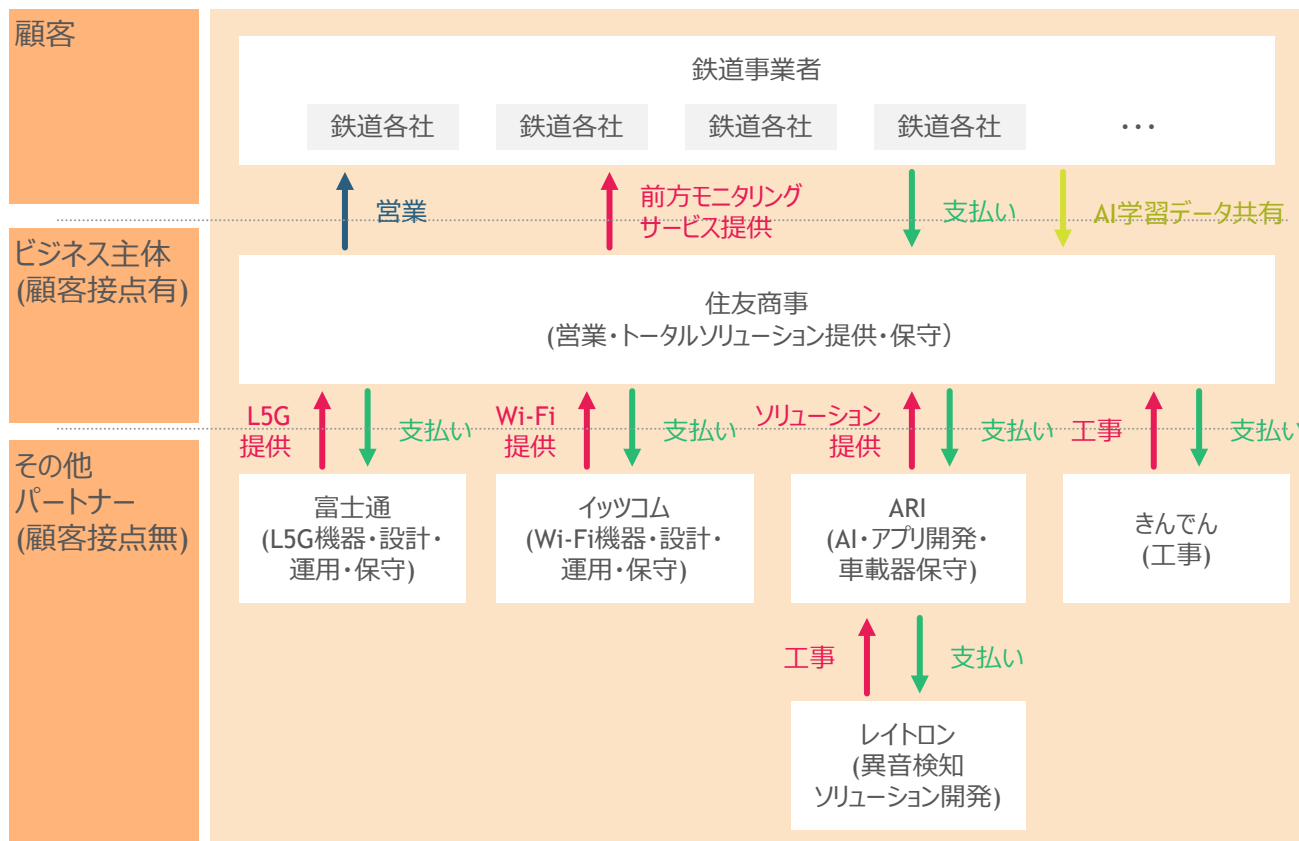 顧客
鉄道事業者
鉄道各社
鉄道各社
鉄道各社
鉄道各社
…
営業
前方モニタリング
サービス提供
支払い
AI学習データ共有
ビジネス主体
(顧客接点有)
住友商事
(営業・トータルソリューション提供・保守）
L5G
提供
支払い
Wi-Fi
提供
支払い
ソリューション
提供
支払い
工事
支払い
その他
パートナー
(顧客接点無)
富士通
(L5G機器・設計・
運用・保守)
イッツコム
(Wi-Fi機器・設計・
運用・保守)
ARI
(AI・アプリ開発・
車載器保守)
きんでん
(工事)
工事
支払い
レイトロン
(異音検知
ソリューション開発)